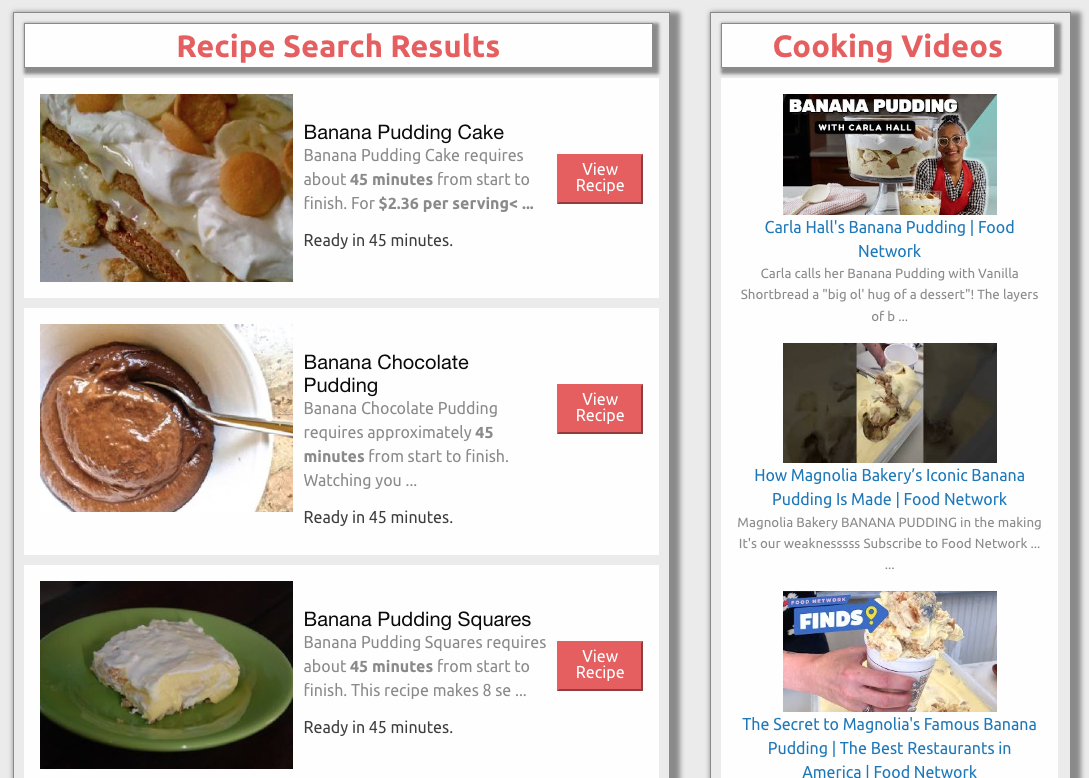 Recipe Search Results
Banana Pudding Cake
Banana Pudding Cake requires
about 45 minutes from start to
finish. For $2.36 per serving< ...
Ready in 45 minutes.
View
Recipe
Banana Chocolate
Pudding
Banana Chocolate Pudding
requires approximately 45
minutes from start to finish.
Watching you ...
Ready in 45 minutes.
View
Recipe
Banana Pudding Squares
Banana Pudding Squares requires
about 45 minutes from start to
finish. This recipe makes 8 se ...
Ready in 45 minutes.
View
Recipe
Cooking Videos
BANANA PUDDING
WITH CARLA HALL
Carla Hall's Banana Pudding | Food
Network
Carla calls her Banana Pudding with Vanilla
Shortbread a "big ol' hug of a dessert"! The layers
of b ...
How Magnolia Bakery’s Iconic Banana
Pudding Is Made | Food Network
Magnolia Bakery BANANA PUDDING in the making
It's our weaknesssss Subscribe to Food Network ...
...
FOOD NETWORK
FINDS!
The Secret to Magnolia's Famous Banana
Pudding | The Best Restaurants in
America | Food Network